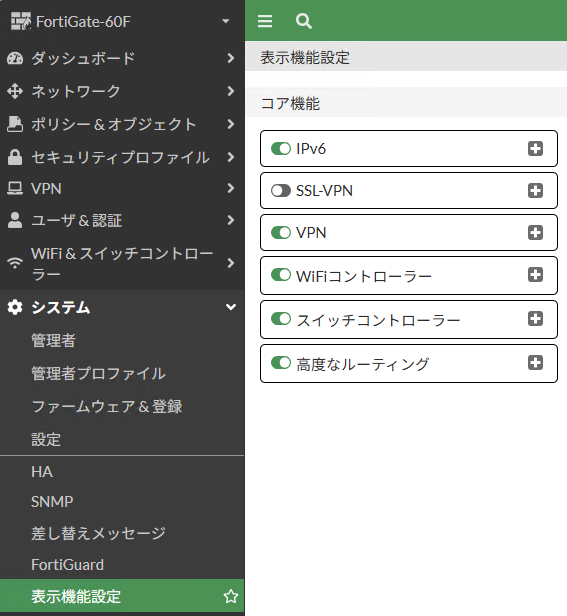 FortiGate-60F
ダッシュボード
ネットワーク
ポリシー & オブジェクト
セキュリティプロファイル
VPN
ユーザ & 認証
WiFi & スイッチコントロー
ラー
システム
管理者
管理者プロファイル
ファームウェア & 登録
設定
HA
SNMP
差し替えメッセージ
FortiGuard
表示機能設定
表示機能設定
コア機能
IPv6
SSL-VPN
VPN
WiFiコントローラー
スイッチコントローラー
高度なルーティング